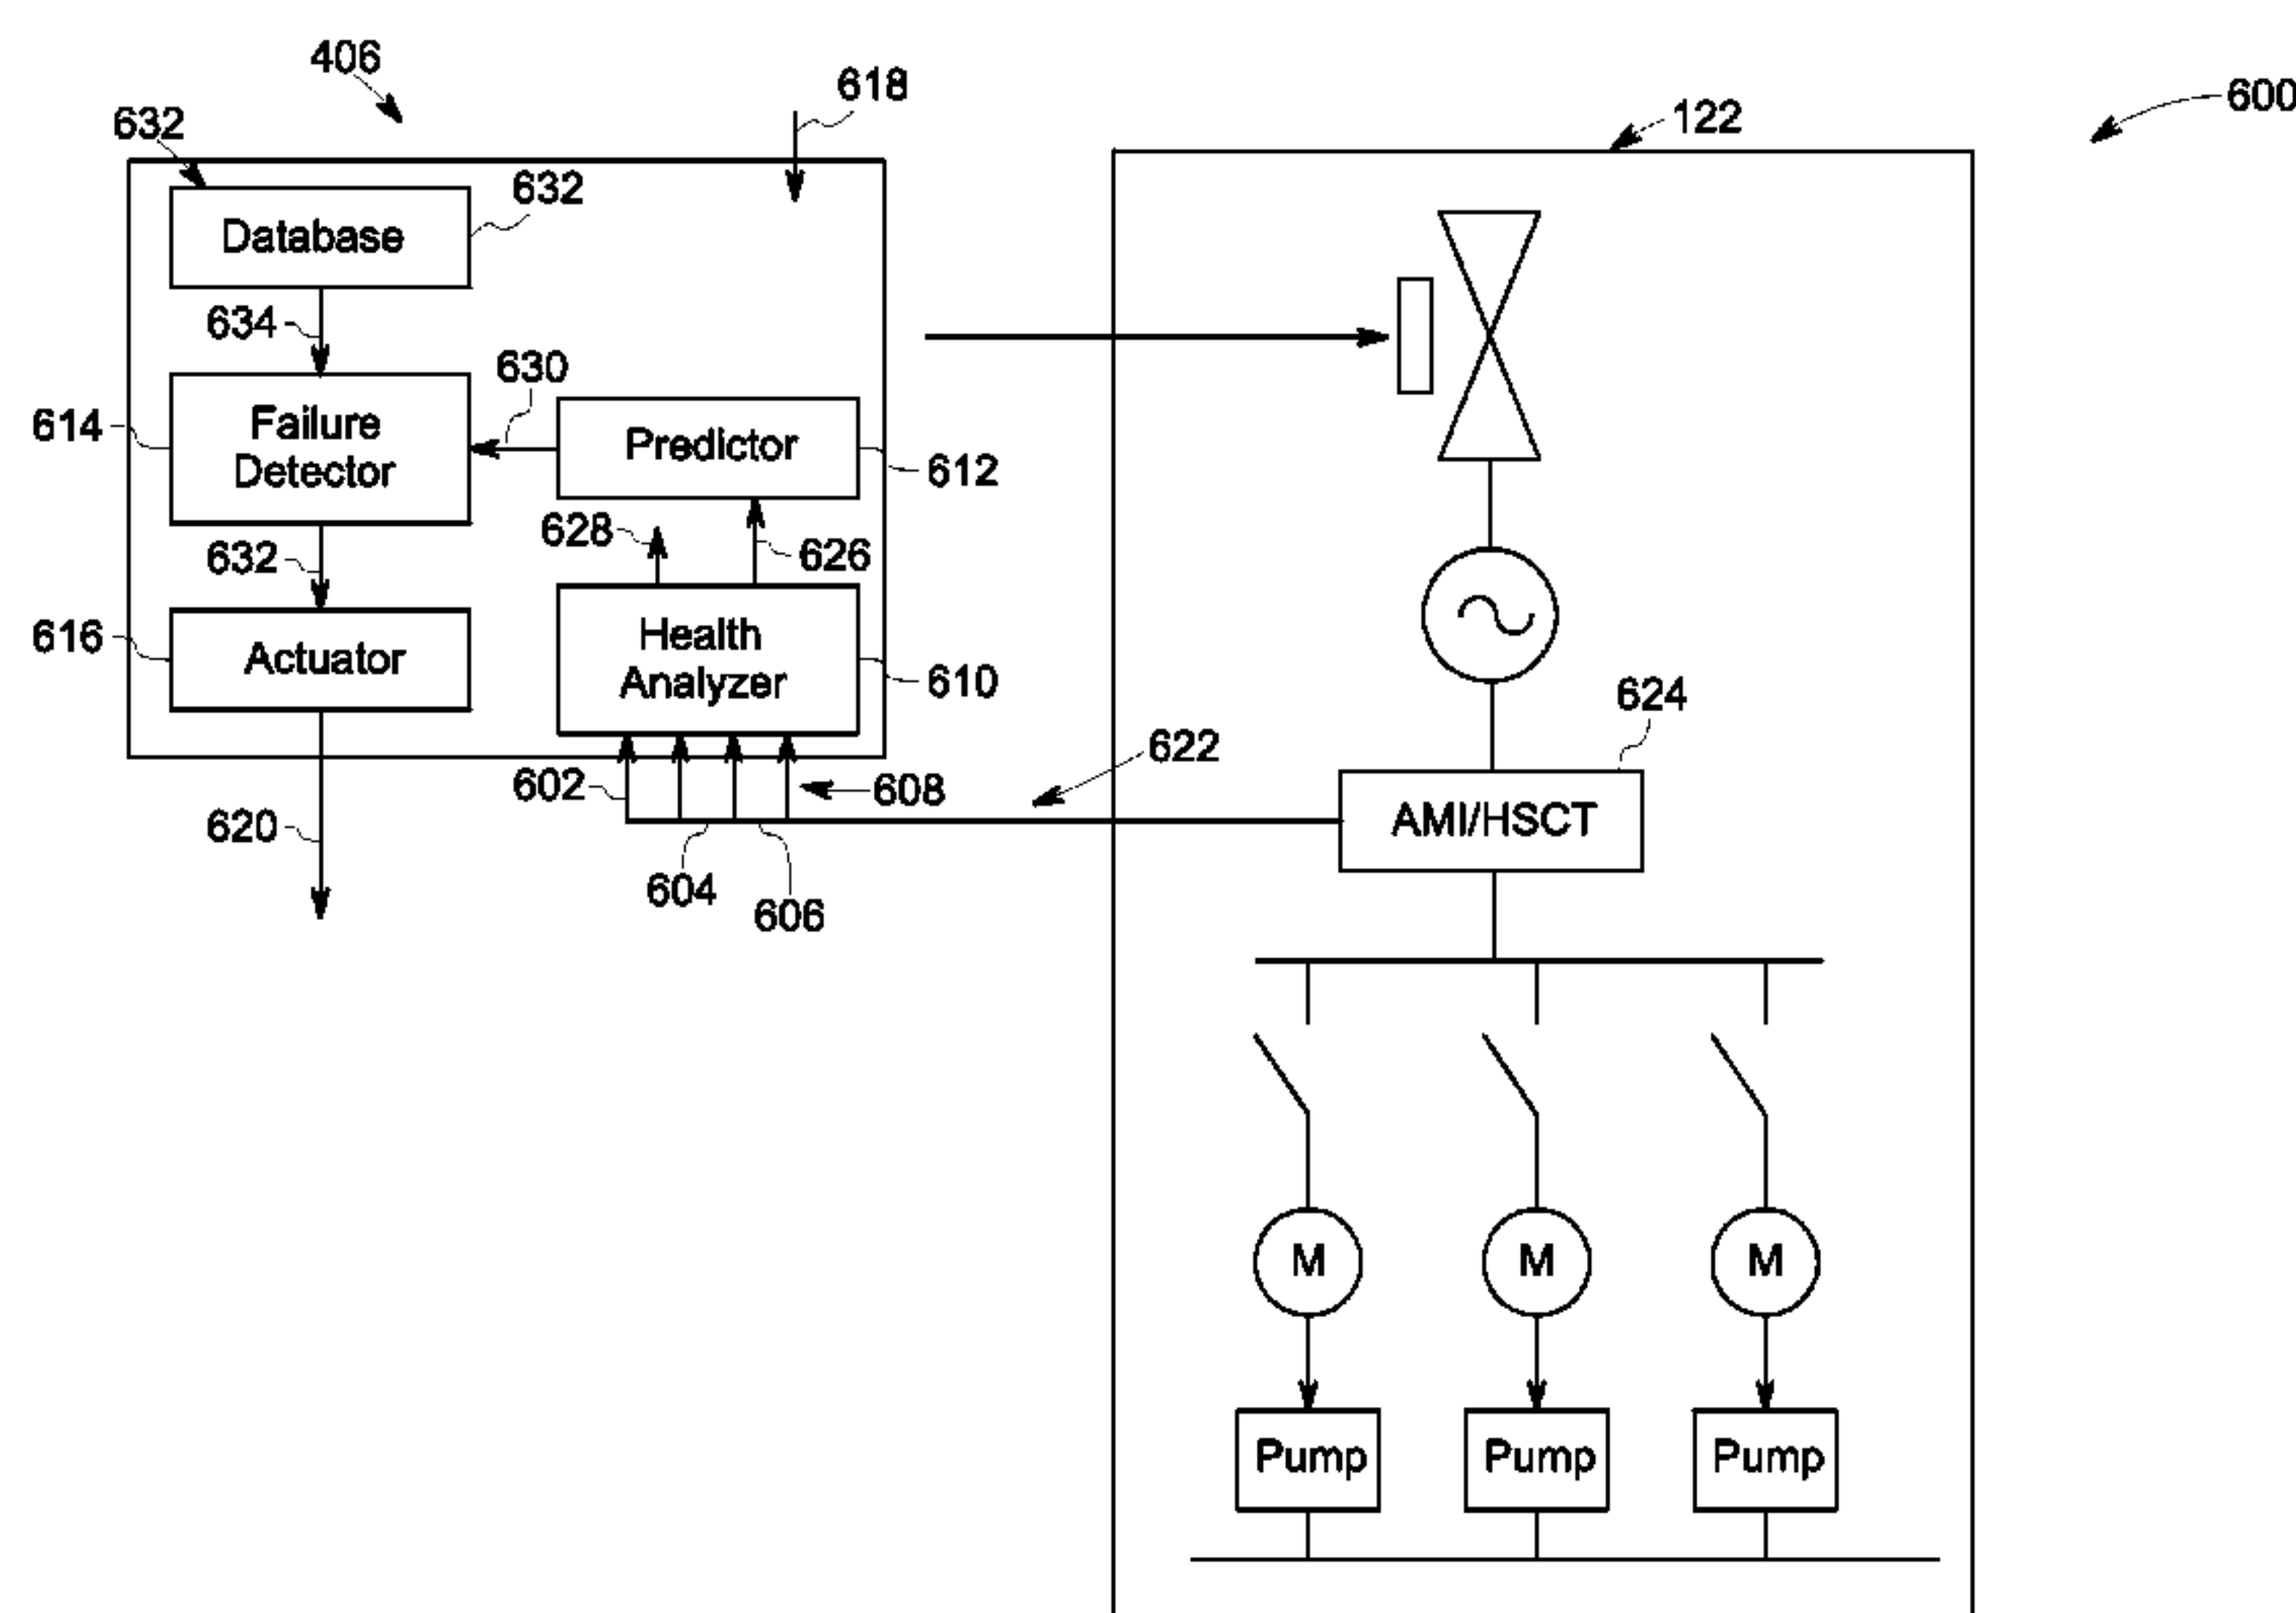 406
618
600
632
122
632
Database
634
630
614
Failure
Detector
Predictor
612
628
626
632
616
Actuator
Health
Analyzer
610
624
622
602
608
AMI/HSCT
620
604
606
M
M
M
Pump
Pump
Pump